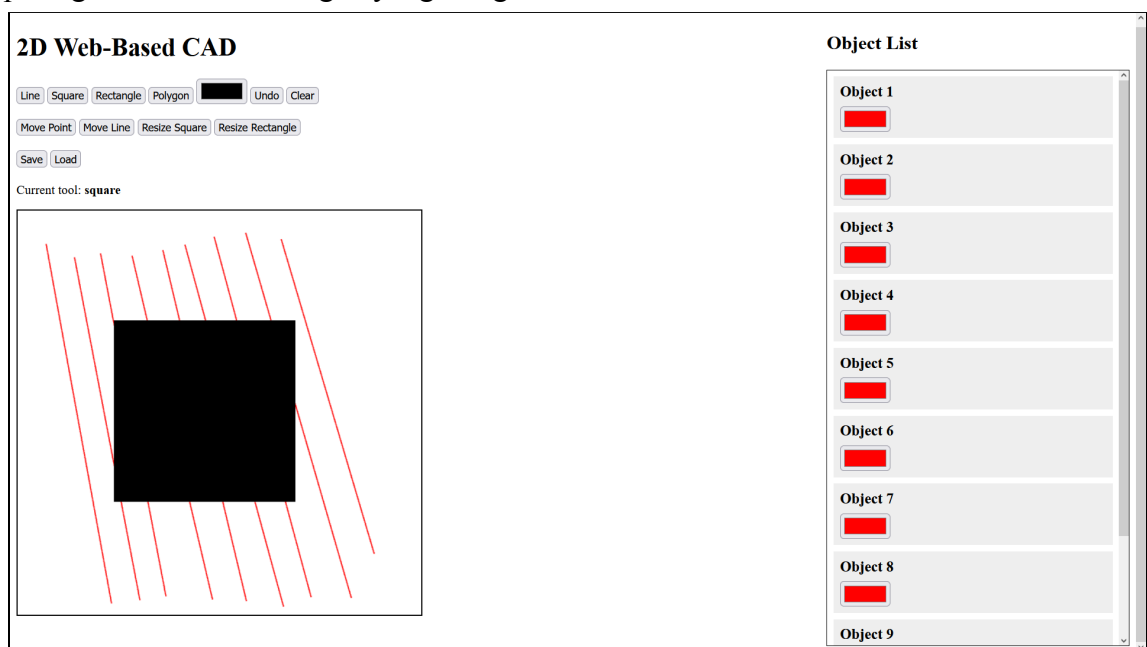 2D Web-Based CAD
Line Square Rectangle Polygon Undo Clear
Move Point Move Line Resize Square Resize Rectangle
Save Load
Current tool: square
Object List
Object 1
Object 2
Object 3
Object 4
Object 5
Object 6
Object 7
Object 8
Object 9